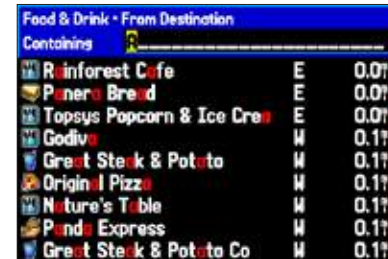 Food & Drink • From Destination
Containing A_
Rainforest Cafe E 0.0
Panera Bread E 0.0
Topsys Popcorn & Ice Crea E 0.0
Godiva W 0.1
Great Steak & Potato W 0.1
Original Pizza W 0.1
Nature's Table W 0.1
Panda Express W 0.1
Great Steak & Potato Co W 0.1